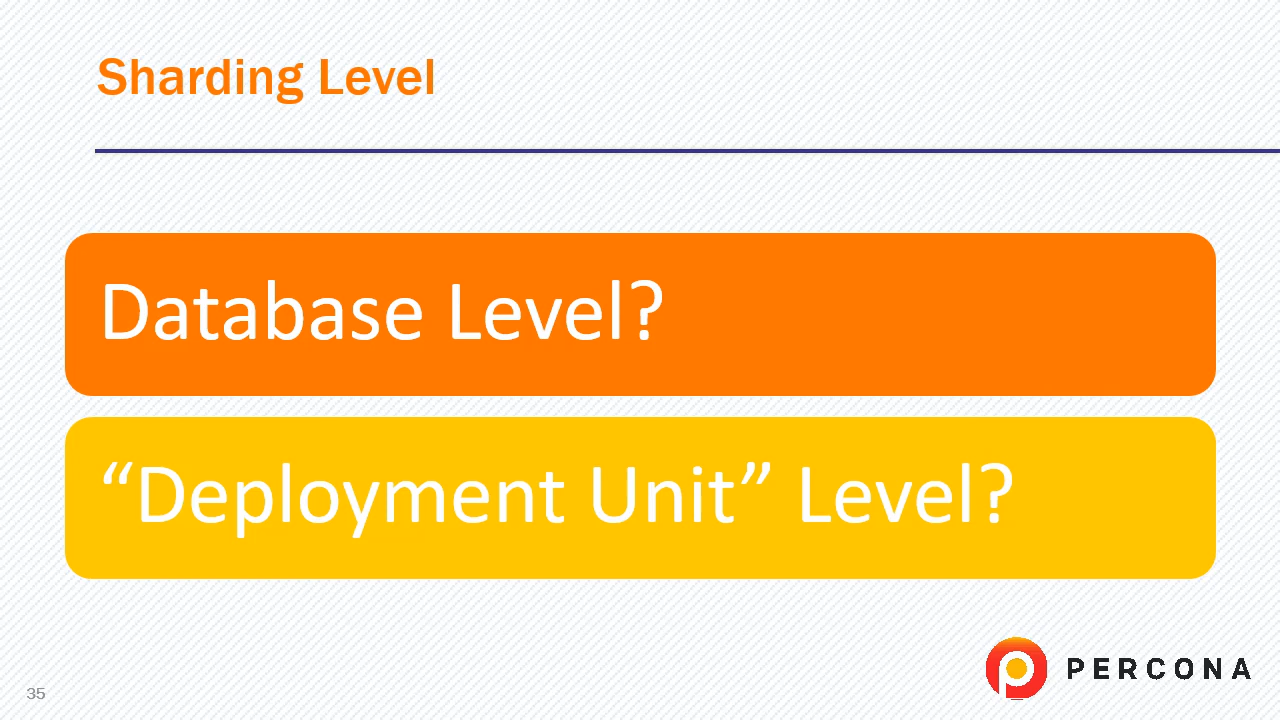 Sharding Level
Database Level?
“Deployment Unit” Level?
PERCONA
35